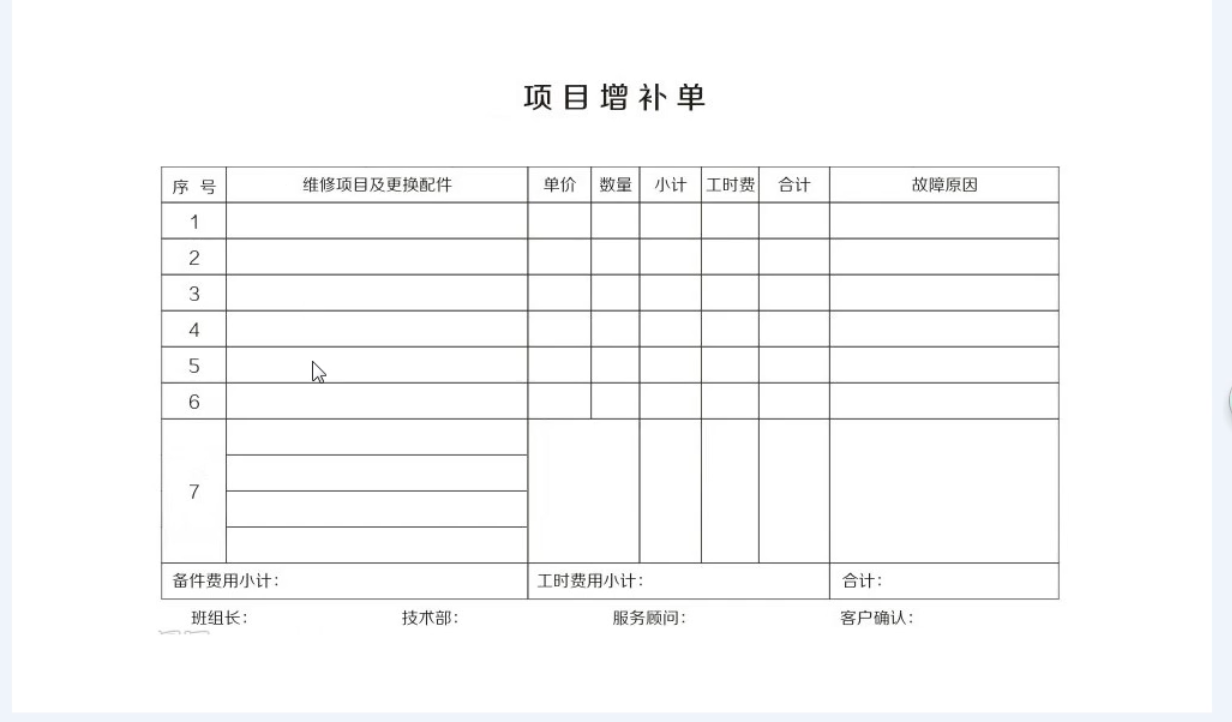 项目增补单
序 号 维修项目及更换配件 单价 数量 小计 工时费 合计 故障原因
1
2
3
4
5
6
7
备件费用小计： 工时费用小计： 合计：
班组长： 技术部： 服务顾问： 客户确认：